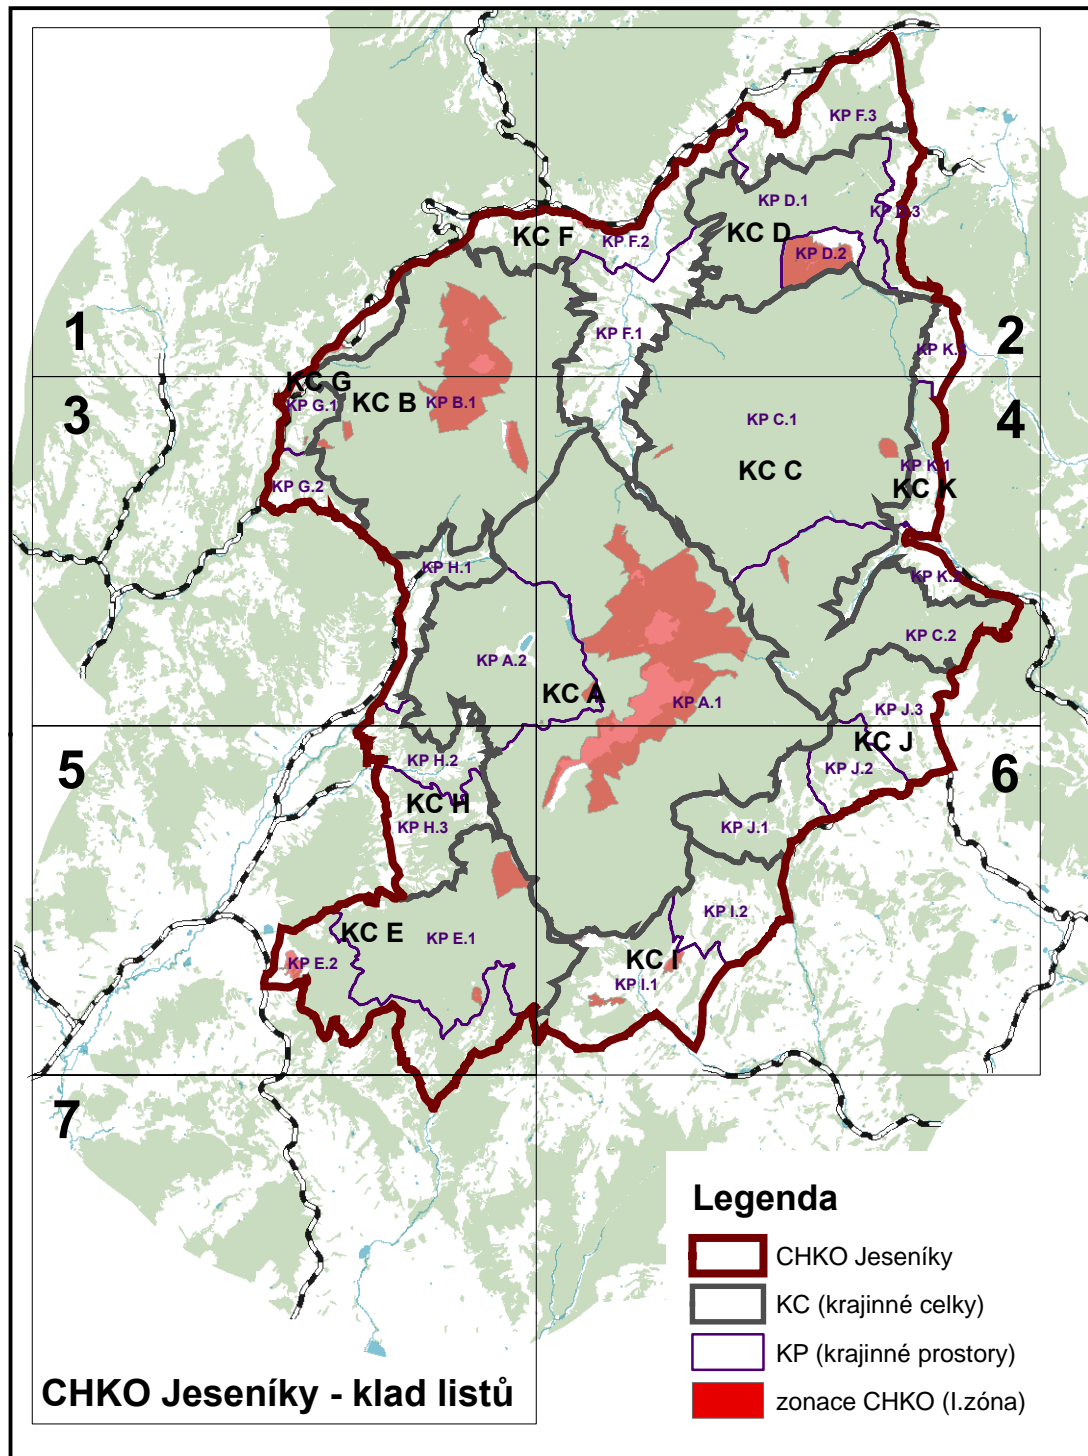 KP F.3
KP D.1
KP D.3
KC F
KP F.2
KC D
KP D.2
1
KP F.1
2
KP K.3
KC G
3
KP G.1
KC B
KP B.1
KP C.1
4
KC C
KP K.1
KC K
KP G.2
KP H.1
KP K.2
KP C.2
KP A.2
KC A
KP A.1
KP J.3
KC J
5
KP H.2
KP J.2
6
KC H
KP H.3
KP J.1
KP I.2
KC E
KP E.1
KP E.2
KC I
KP I.1
7
Legenda
CHKO Jeseníky
KC (krajinné celky)
KP (krajinné prostory)
zonace CHKO (I.zóna)
CHKO Jeseníky - klad listů